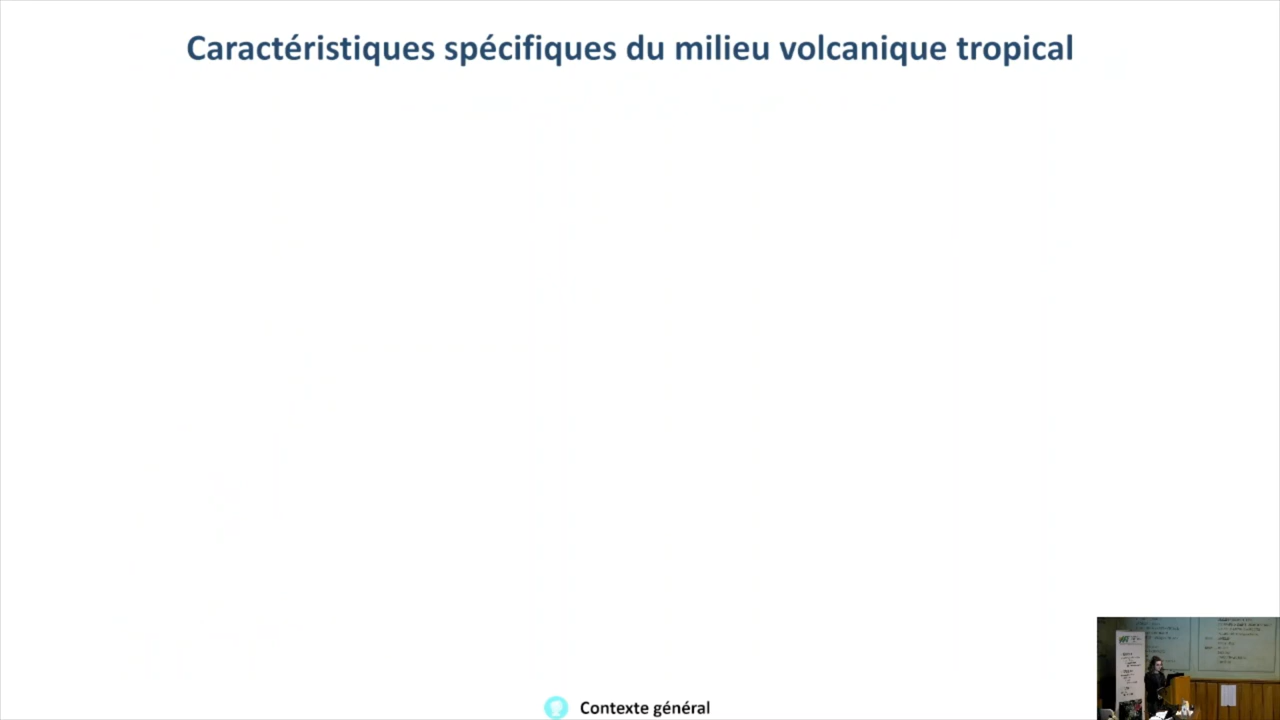 Caractéristiques spécifiques du milieu volcanique tropical
Contexte général